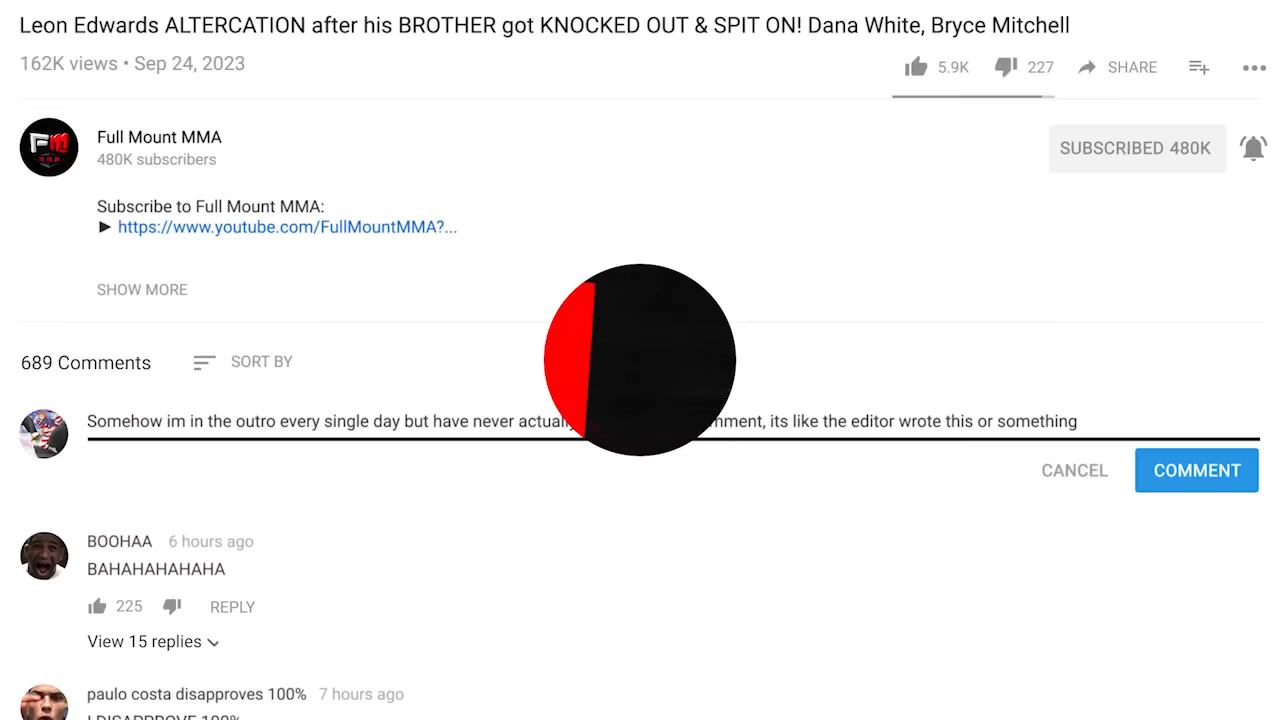 Leon Edwards ALTERCATION after his BROTHER got KNOCKED OUT & SPIT ON! Dana White, Bryce Mitchell
162K views • Sep 24, 2023
5.9K 227 SHARE
Full Mount MMA
480K subscribers
SUBSCRIBED 480K
Subscribe to Full Mount MMA:
► https://www.youtube.com/FullMountMMA?...
SHOW MORE
689 Comments SORT BY
Somehow im in the outro every single day but have never its like the editor wrote this or something
CANCEL COMMENT
BOOHAA 6 hours ago
BAHAHAHAHAHA
225 REPLY
View 15 replies
paulo costa disapproves 100% 7 hours ago
I DISAPPROVE 100%